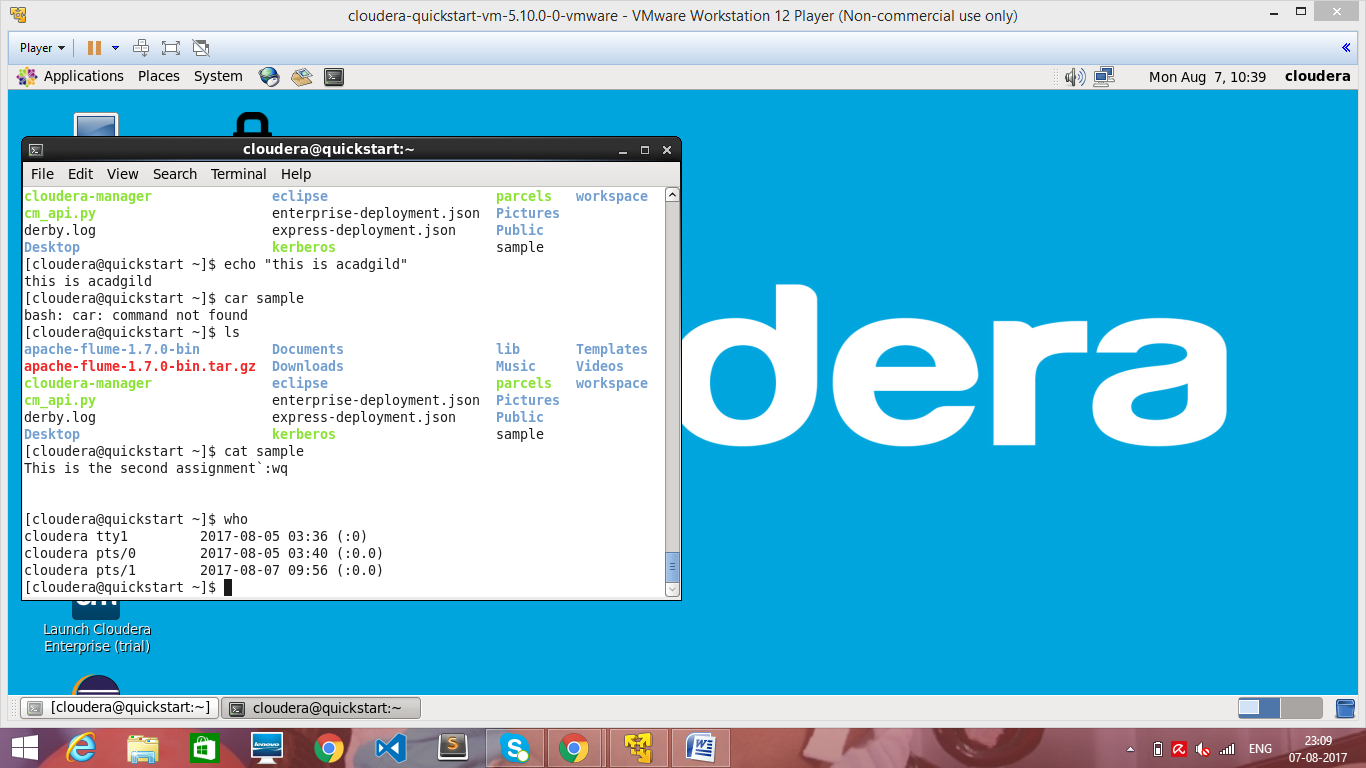 cloudera-quickstart-vm-5.10.0-0-vmware - VMware Workstation 12 Player (Non-commercial use only)
Player
Applications Places System Mon Aug 7, 10:39 cloudera
cloudera@quickstart:~
File Edit View Search Terminal Help
cloudera-manager eclipse parcels workspace
cm_api.py enterprise-deployment.json Pictures
derby.log express-deployment.json Public
Desktop kerberos sample
[cloudera@quickstart ~]$ echo "this is acadgild"
this is acadgild
[cloudera@quickstart ~]$ car sample
bash: car: command not found
[cloudera@quickstart ~]$ ls
apache-flume-1.7.0-bin Documents lib Templates
apache-flume-1.7.0-bin.tar.gz Downloads Music Videos
cloudera-manager eclipse parcels workspace
cm_api.py enterprise-deployment.json Pictures
derby.log express-deployment.json Public
Desktop kerberos sample
[cloudera@quickstart ~]$ cat sample
This is the second assignment`:wq
[cloudera@quickstart ~]$ who
cloudera tty1 2017-08-05 03:36 (:0)
cloudera pts/0 2017-08-05 03:40 (:0.0)
cloudera pts/1 2017-08-07 09:56 (:0.0)
[cloudera@quickstart ~]$
dera
Launch Cloudera
Enterprise (trial)
[cloudera@quickstart:~] cloudera@quickstart:~
lenovo
ENG
23:09
07-08-2017